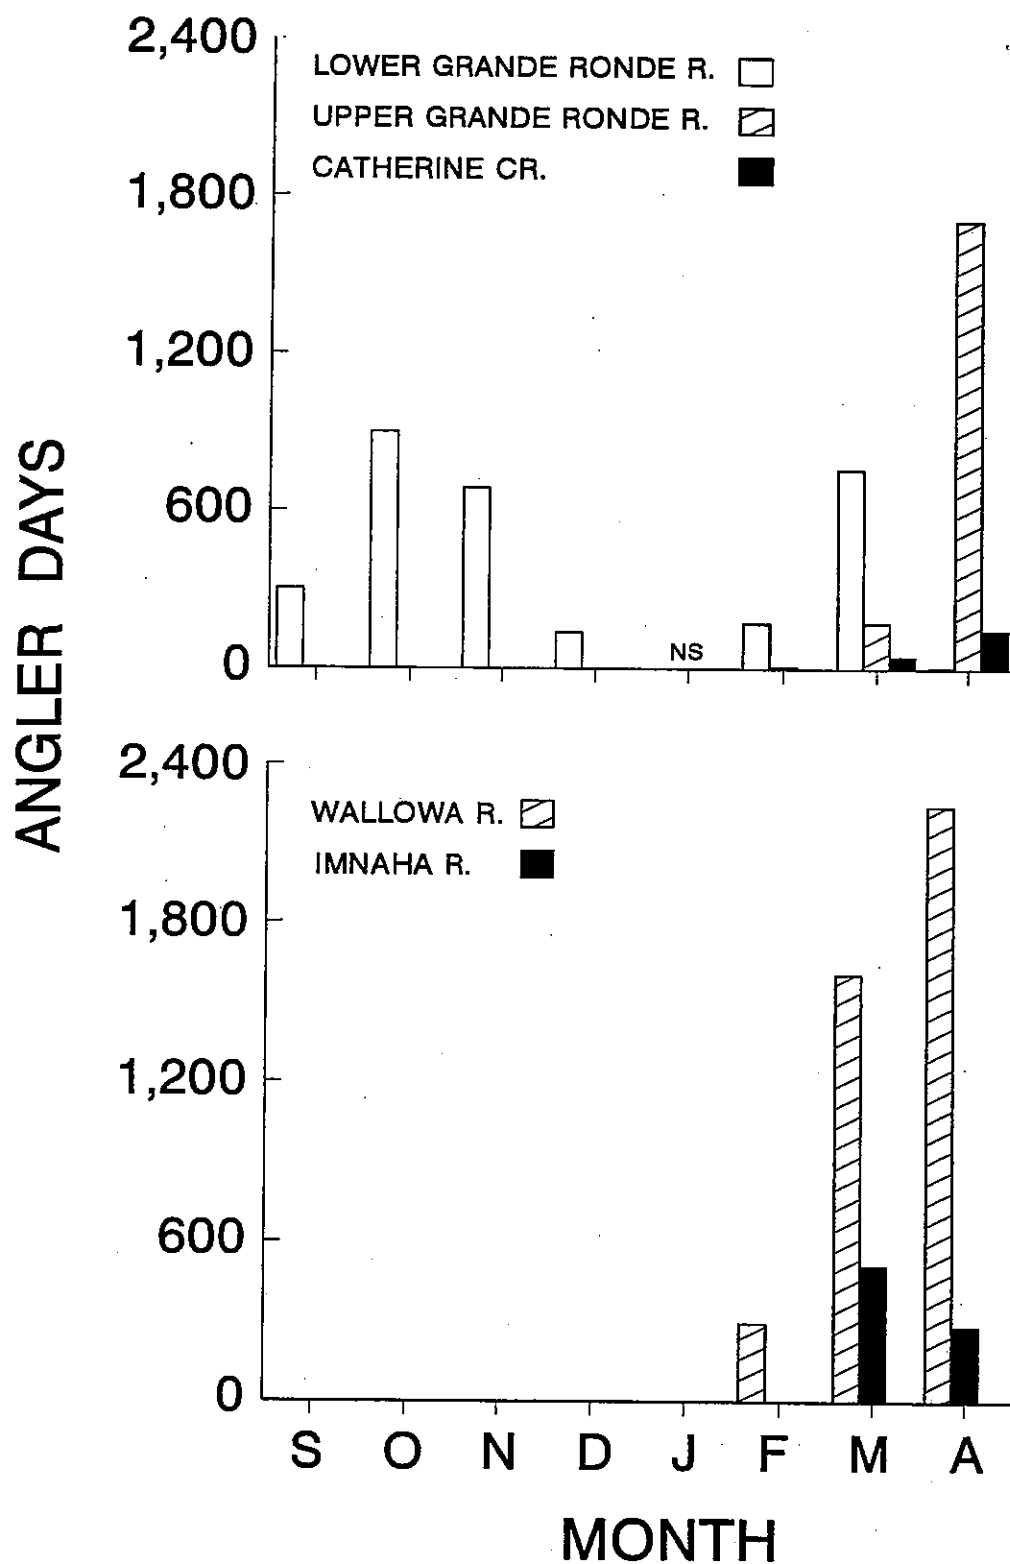 2,400
LOWER GRANDE RONDE R.
UPPER GRANDE RONDE R.
CATHERINE CR.
1,800
1,200
600
NS
0
ANGLER DAYS
2,400
WALLOWA R.
IMNAHA R.
1,800
1,200
600
0
S O N D J F M A
MONTH